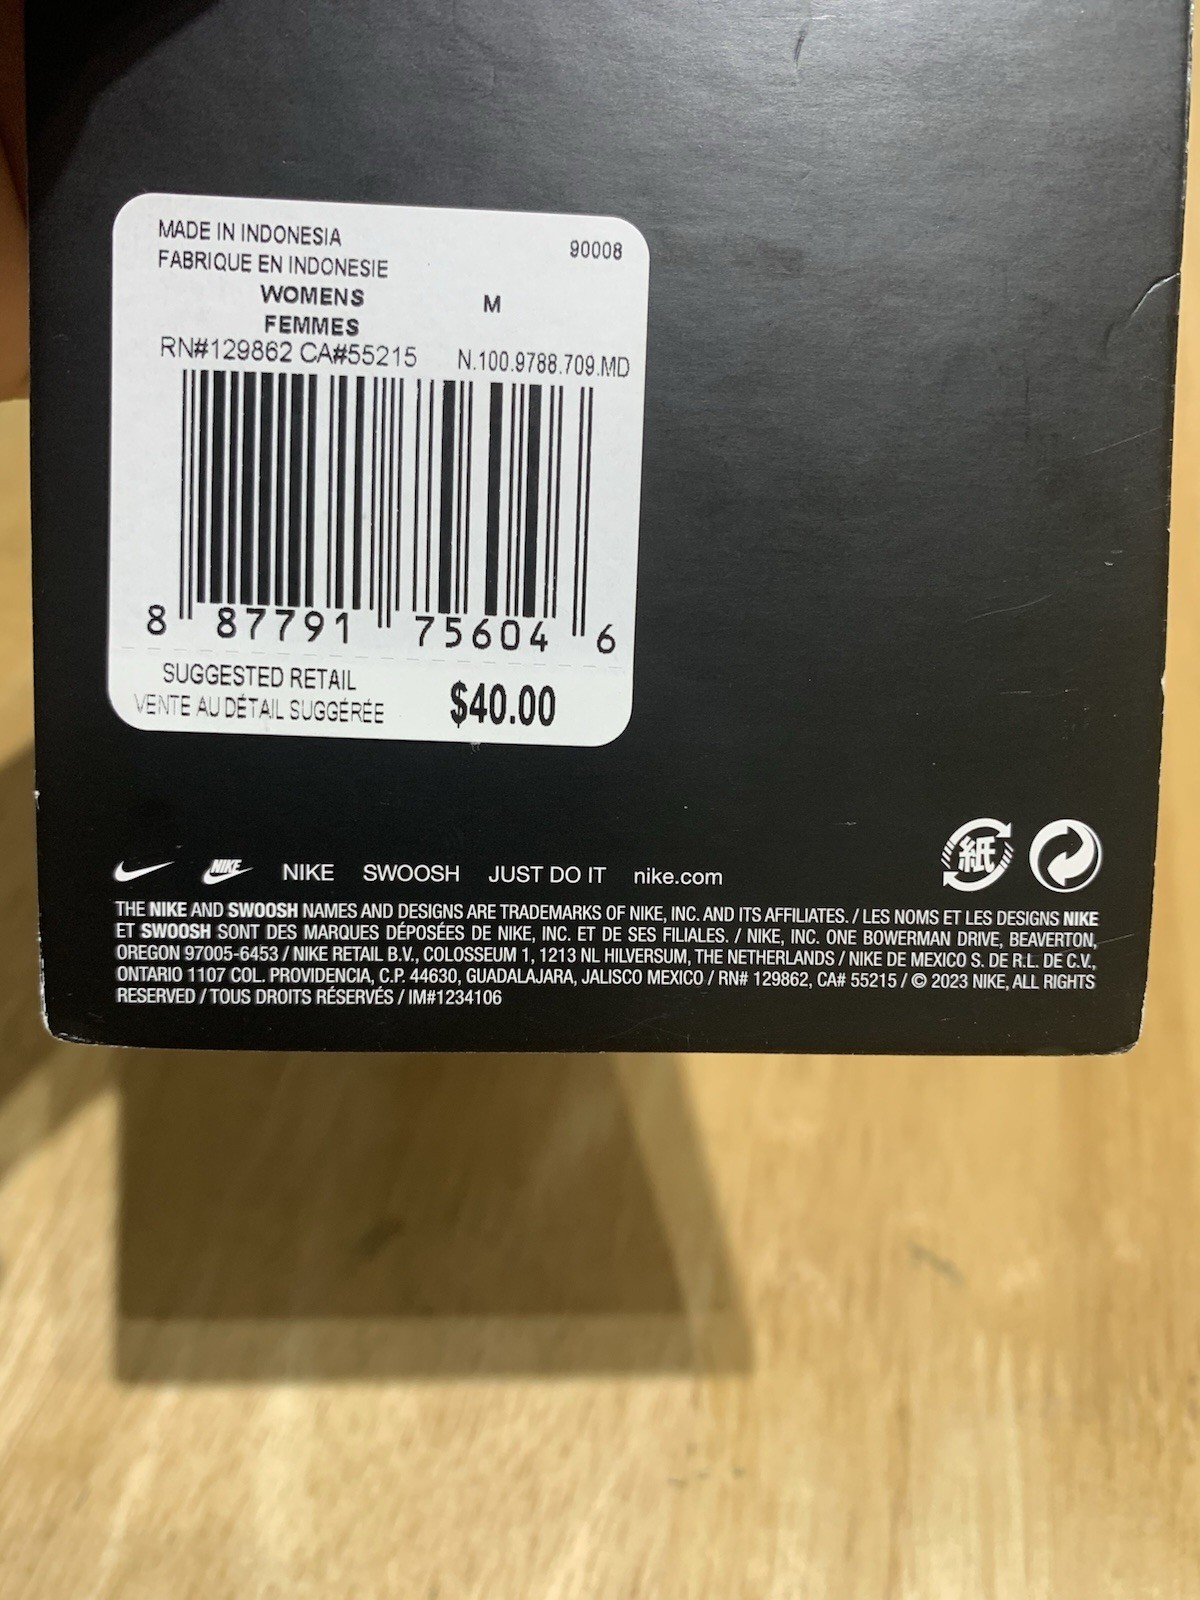 MADE IN INDONESIA
90008
FABRIQUE EN INDONESIE
WOMENS
M
FEMMES
RN#129862 CA#55215
N.100.9788.709.MD
8 87791 75604 6
SUGGESTED RETAIL
VENTE AU DÉTAIL SUGGÉRÉE
$40.00
紙
NIKE NIKE SWOOSH JUST DO IT nike.com
THE NIKE AND SWOOSH NAMES AND DESIGNS ARE TRADEMARKS OF NIKE, INC. AND ITS AFFILIATES. / LES NOMS ET LES DESIGNS NIKE
ET SWOOSH SONT DES MARQUES DÉPOSÉES DE NIKE, INC. ET DE SES FILIALES. / NIKE, INC. ONE BOWERMAN DRIVE, BEAVERTON,
OREGON 97005-6453 / NIKE RETAIL B.V., COLOSSEUM 1, 1213 NL HILVERSUM, THE NETHERLANDS / NIKE DE MEXICO S. DE R.L. DE C.V.,
ONTARIO 1107 COL. PROVIDENCIA, C.P. 44630, GUADALAJARA, JALISCO MEXICO / RN# 129862, CA# 55215 / © 2023 NIKE, ALL RIGHTS
RESERVED / TOUS DROITS RÉSERVÉS / IM#1234106